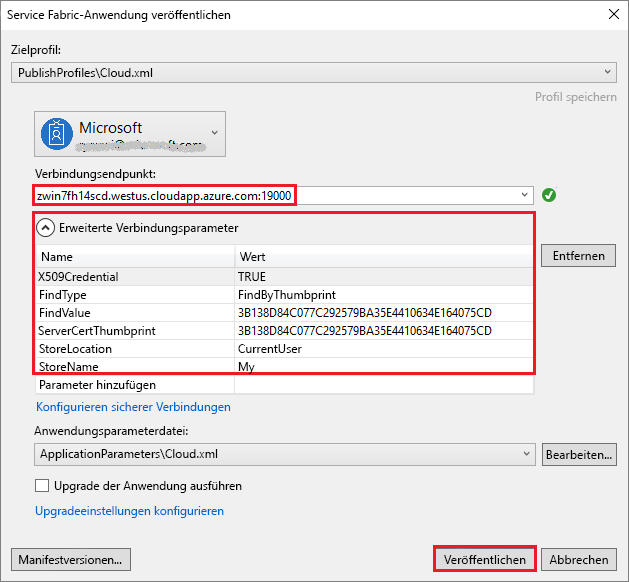 Service Fabric-Anwendung veröffentlichen
Zielprofil:
PublishProfiles\Cloud.xml
Profil speichern
Microsoft
Verbindungsendpunkt:
zwin7fh14scd.westus.cloudapp.azure.com:19000
Erweiterte Verbindungsparameter
Entfernen
Name Wert
X509Credential TRUE
FindType FindByThumbprint
FindValue 3B138D84C077C292579BA35E4410634E164075CD
ServerCertThumbprint 3B138D84C077C292579BA35E4410634E164075CD
StoreLocation CurrentUser
StoreName My
Parameter hinzufügen
Konfigurieren sicherer Verbindungen
Anwendungsparameterdatei:
ApplicationParameters\Cloud.xml Bearbeiten...
Upgrade der Anwendung ausführen
Upgradeeinstellungen konfigurieren
Manifestversionen... Veröffentlichen Abbrechen